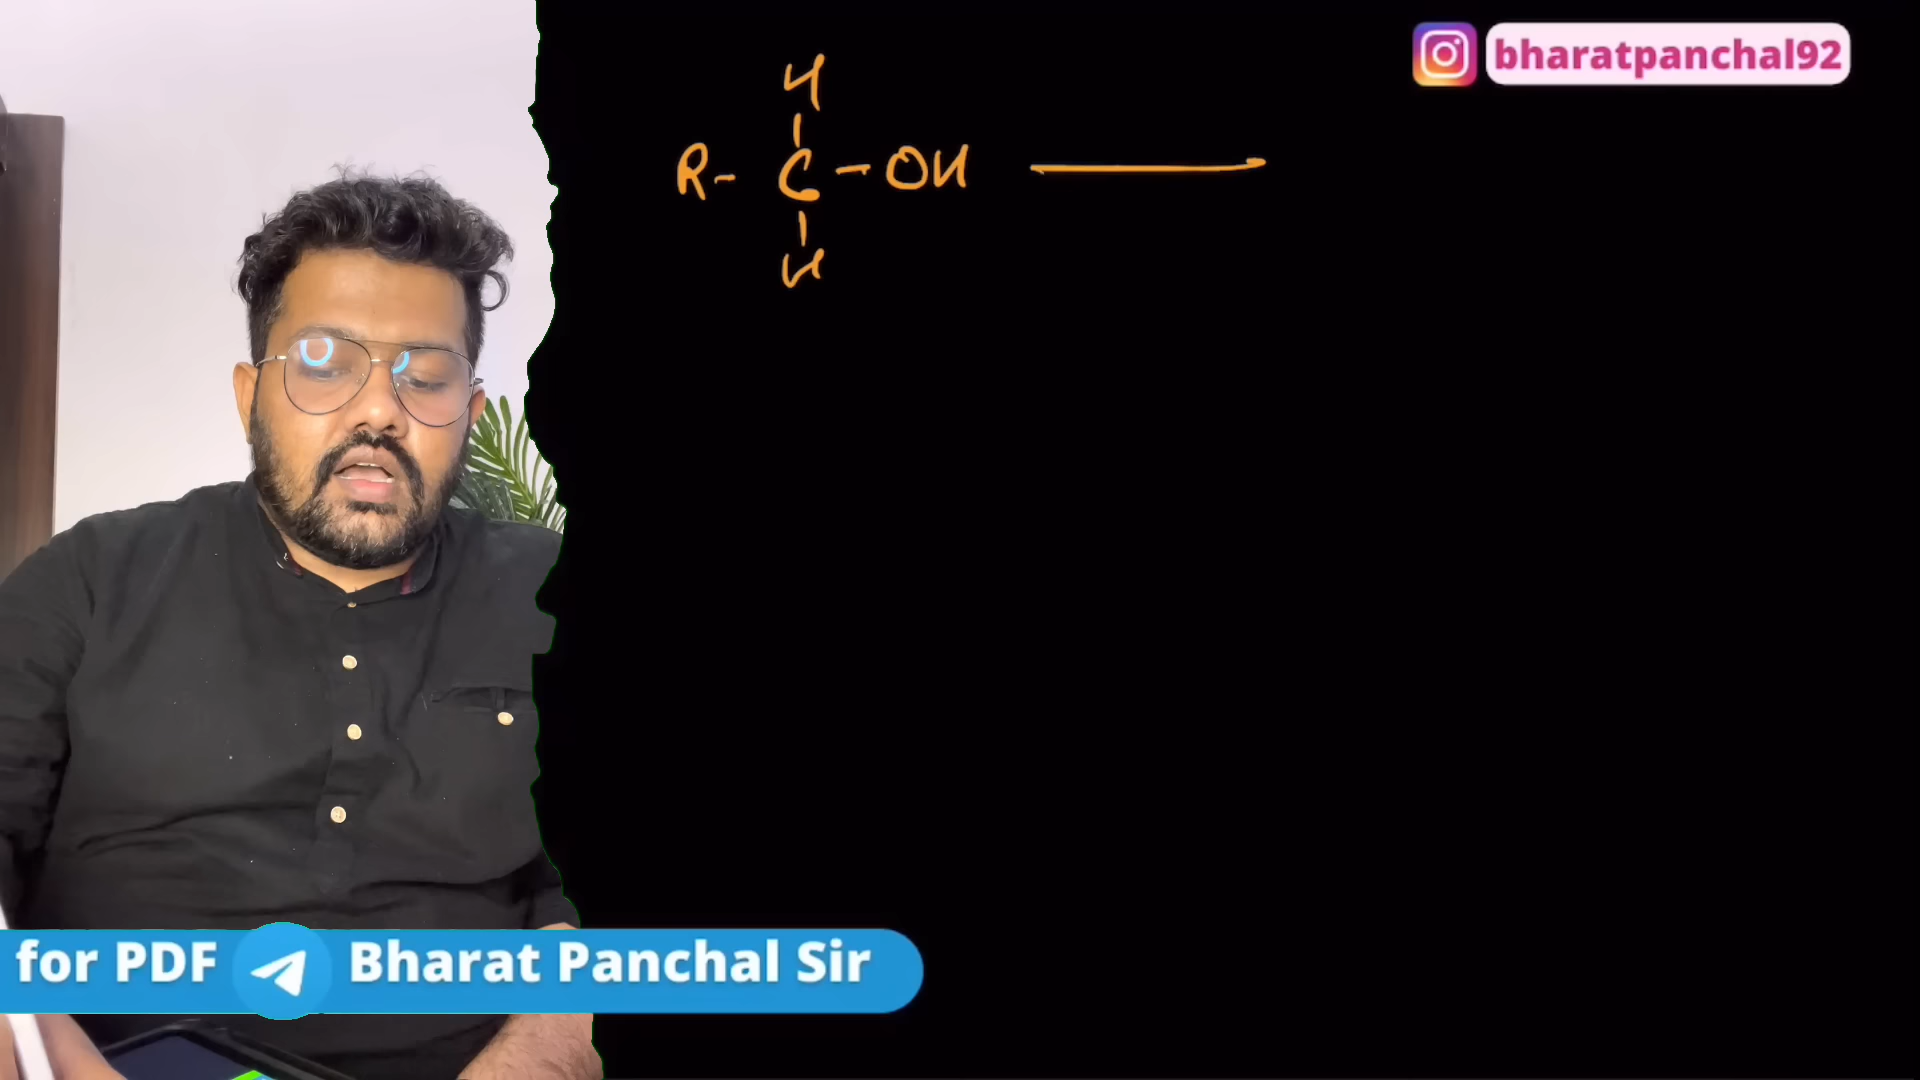 bharatpanchal92
H
R - C - OH
H
for PDF Bharat Panchal Sir